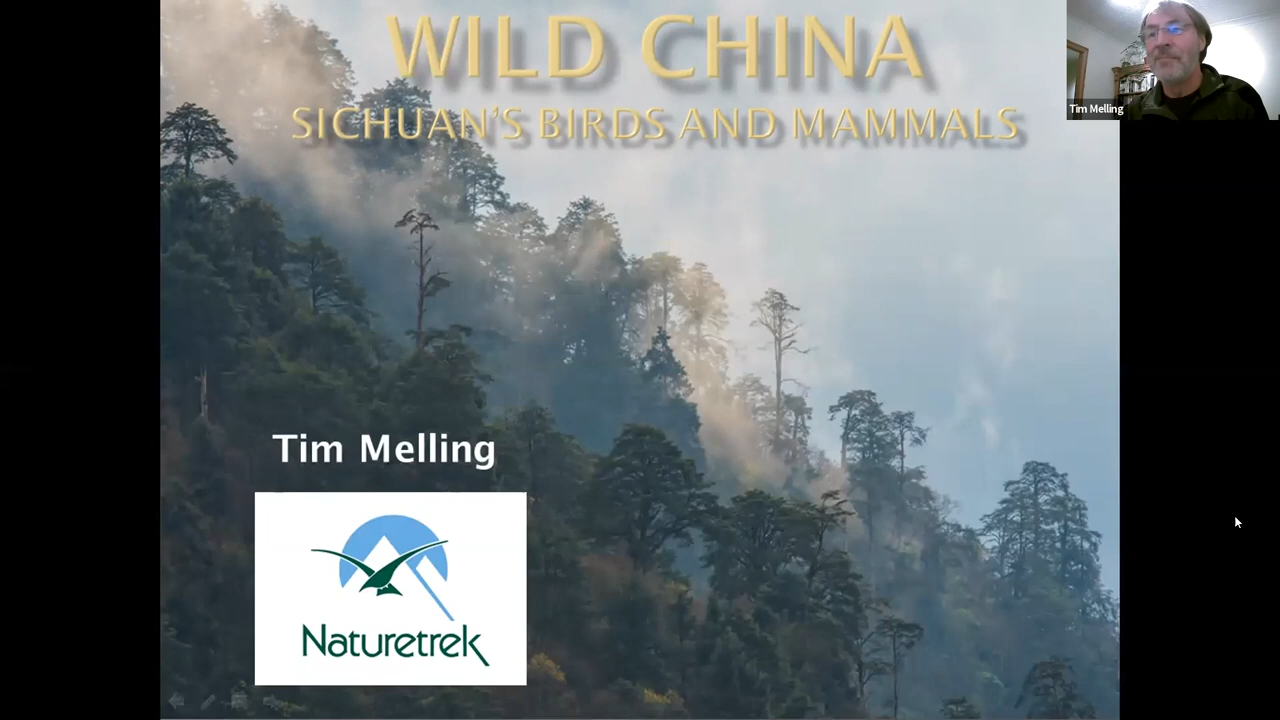 WILD CHINA
SICHUAN'S BIRDS AND MAMMALS
Tim Melling
Tim Melling
Naturetrek